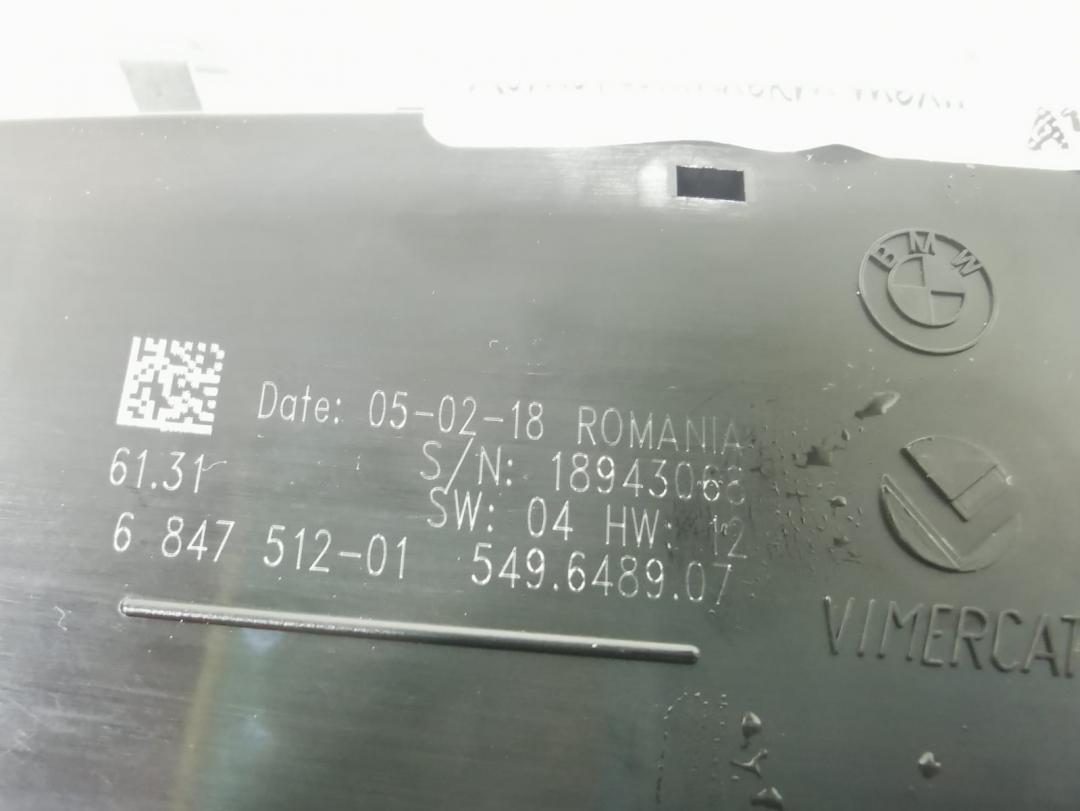 BMW
Date: 05-02-18 ROMANIA
61.31 S/N: 18943066
SW: 04 HW: 12
6 847 512-01 549.6489.07
VIMERCAT